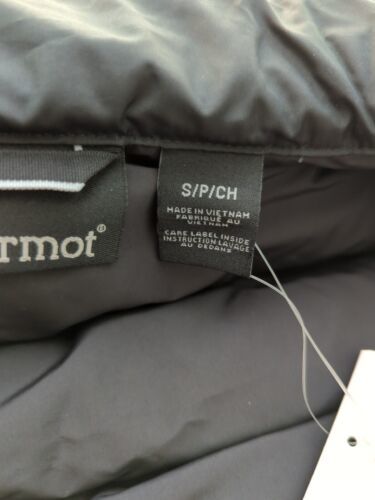 rmot®
S/P/CH
MADE IN VIETNAM
FABRIQUÉ AU
VIETNAM
CARE LABEL INSIDE
INSTRUCTION LAVAGE
AU DEDANS